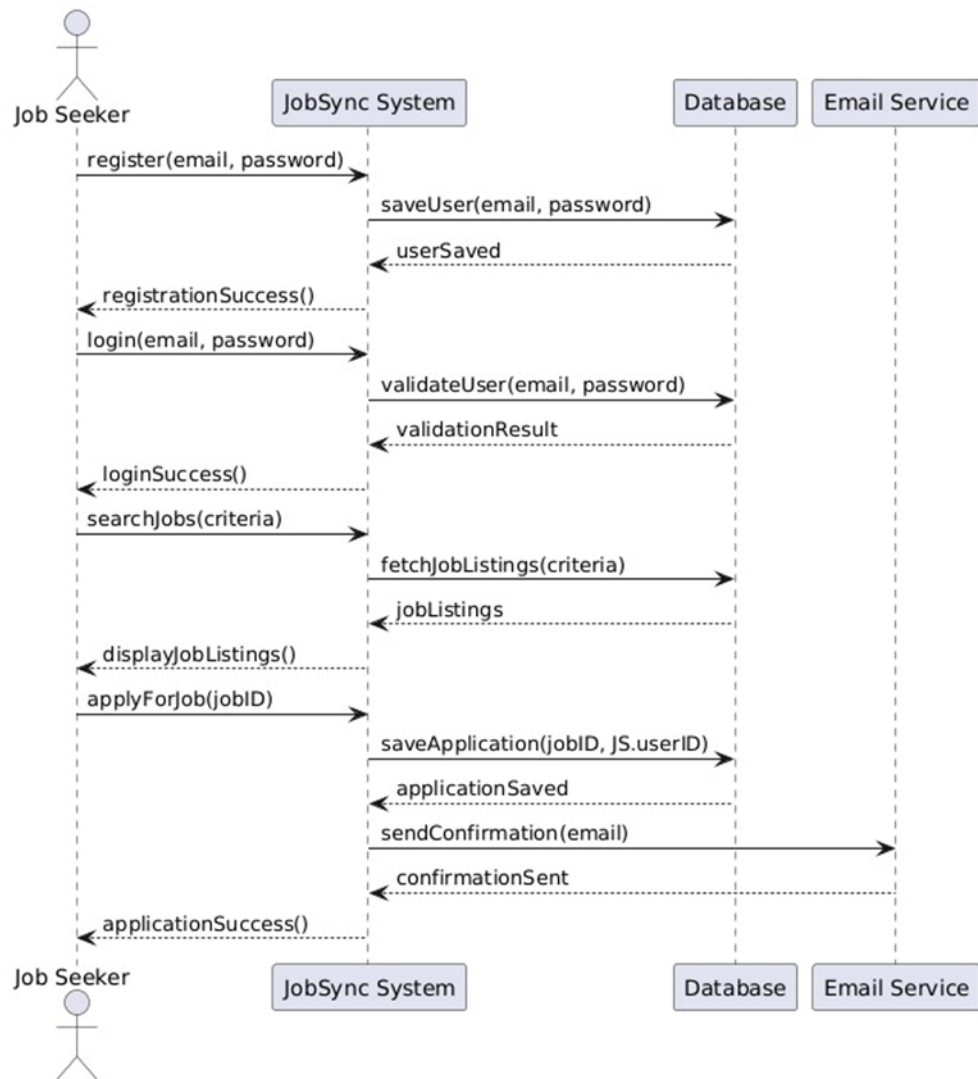 Job Seeker
JobSync System
Database
Email Service
register(email, password)
saveUser(email, password)
userSaved
registrationSuccess()
login(email, password)
validateUser(email, password)
validationResult
loginSuccess()
searchJobs(criteria)
fetchJobListings(criteria)
jobListings
displayJobListings()
applyForJob(jobID)
saveApplication(jobID, JS.userID)
applicationSaved
sendConfirmation(email)
confirmationSent
applicationSuccess()
Job Seeker
JobSync System
Database
Email Service